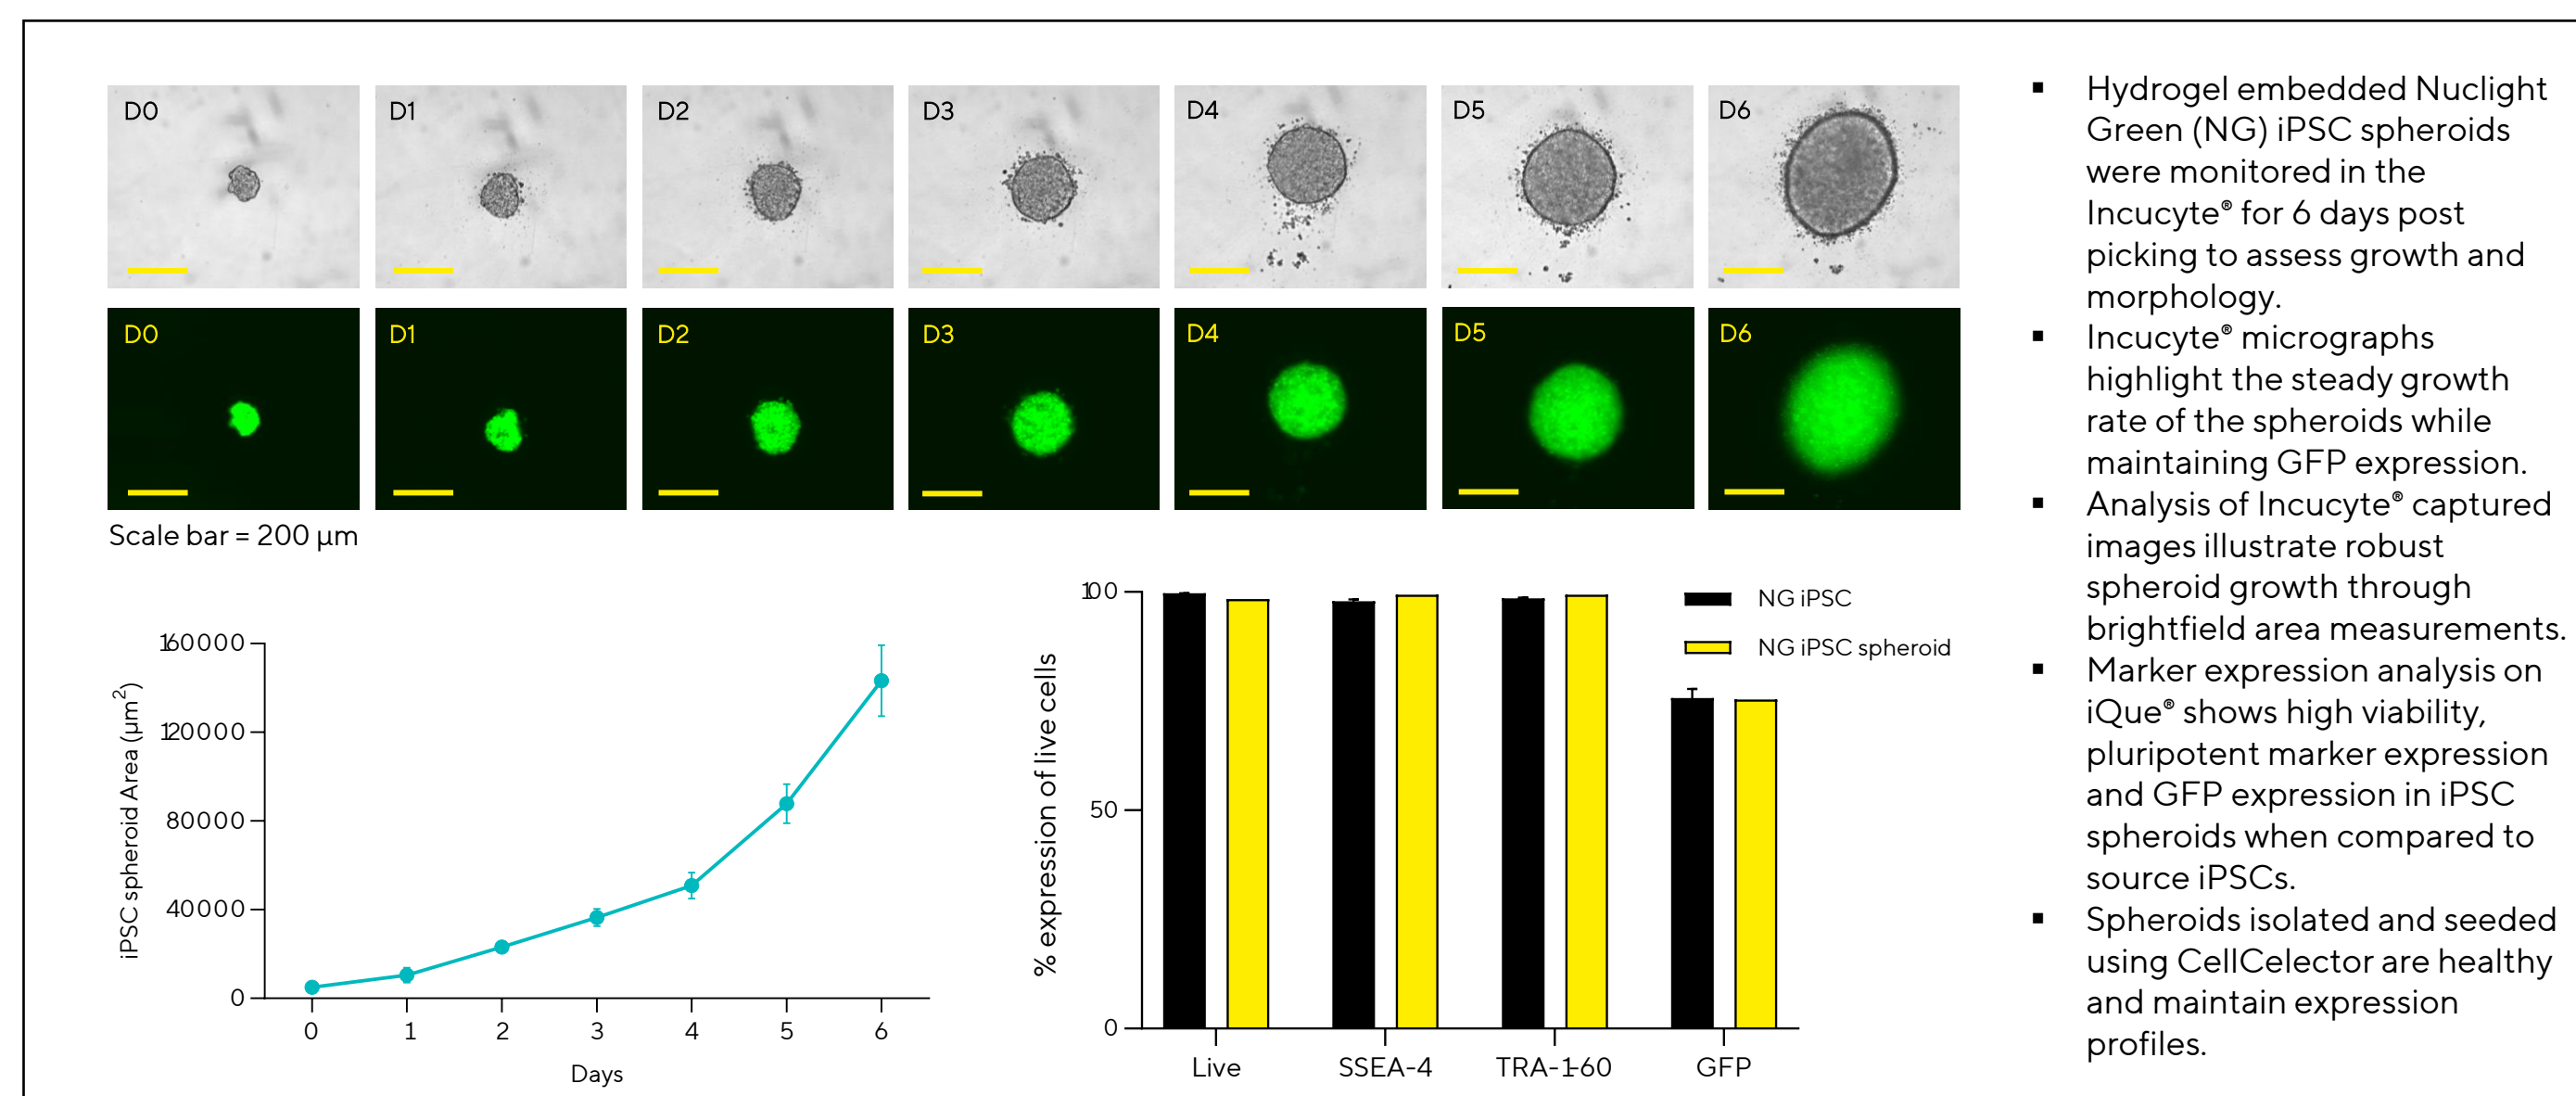 D0
D1
D2
D3
D4
D5
D6
D0
D1
D2
D3
D4
D5
D6
Scale bar = 200 µm
iPSC spheroid Area (µm²)
160000
120000
80000
40000
0
0 1 2 3 4 5 6
Days
% expression of live cells
100
50
0
Live SSEA-4 TRA-1-60 GFP
NG iPSC
NG iPSC spheroid
▪ Hydrogel embedded Nuclight
Green (NG) iPSC spheroids
were monitored in the
Incucyte® for 6 days post
picking to assess growth and
morphology.
▪ Incucyte® micrographs
highlight the steady growth
rate of the spheroids while
maintaining GFP expression.
▪ Analysis of Incucyte® captured
images illustrate robust
spheroid growth through
brightfield area measurements.
▪ Marker expression analysis on
iQue® shows high viability,
pluripotent marker expression
and GFP expression in iPSC
spheroids when compared to
source iPSCs.
▪ Spheroids isolated and seeded
using CellCelector are healthy
and maintain expression
profiles.